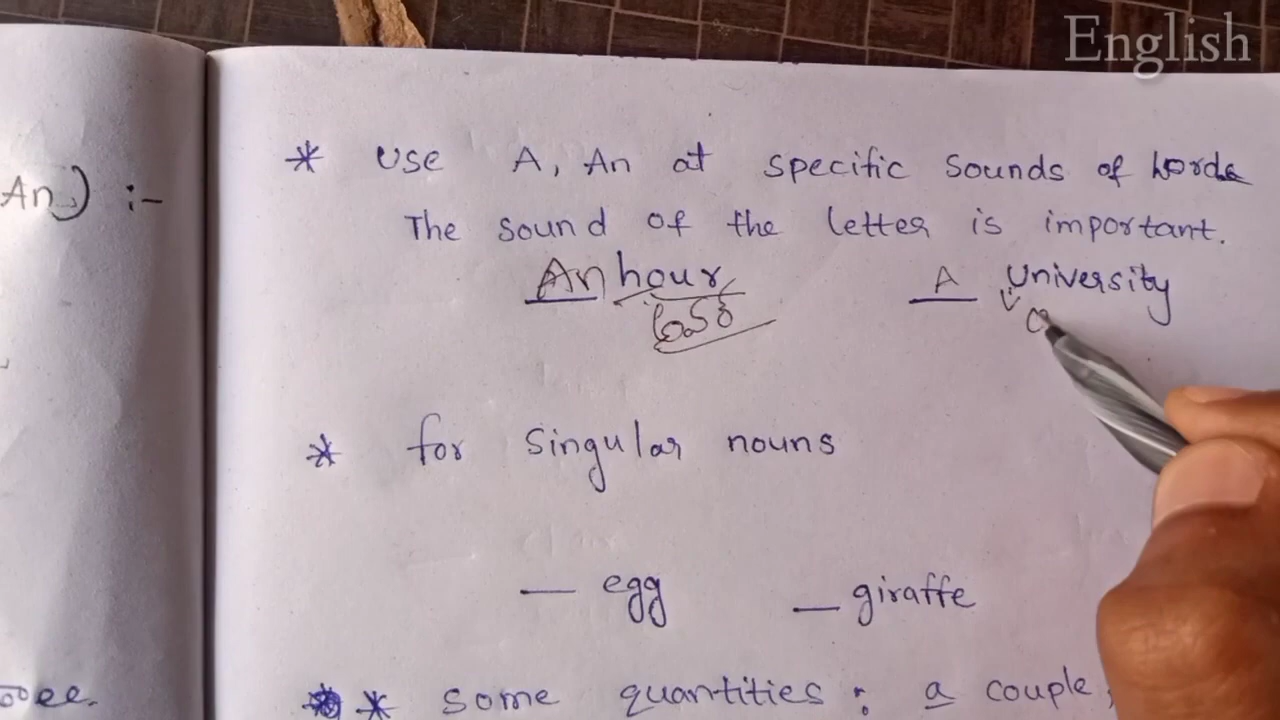 English
* Use A, An at specific sounds of words
The sound of the letter is important.
An hour
A University
* for singular nouns
— egg
— giraffe
* some quantities : a couple,
An) :-